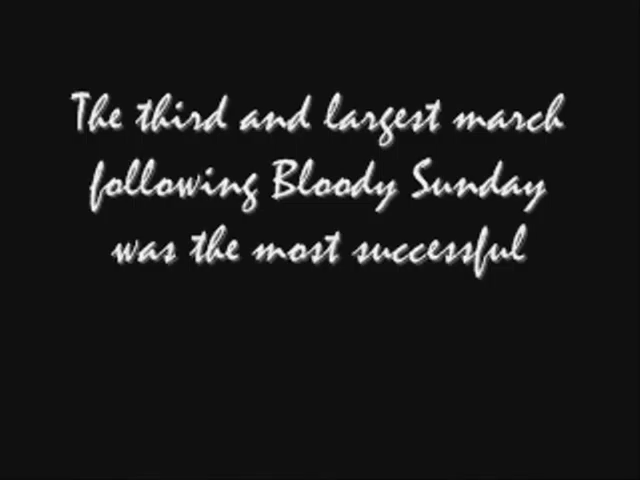 The third and largest march
following Bloody Sunday
was the most successful